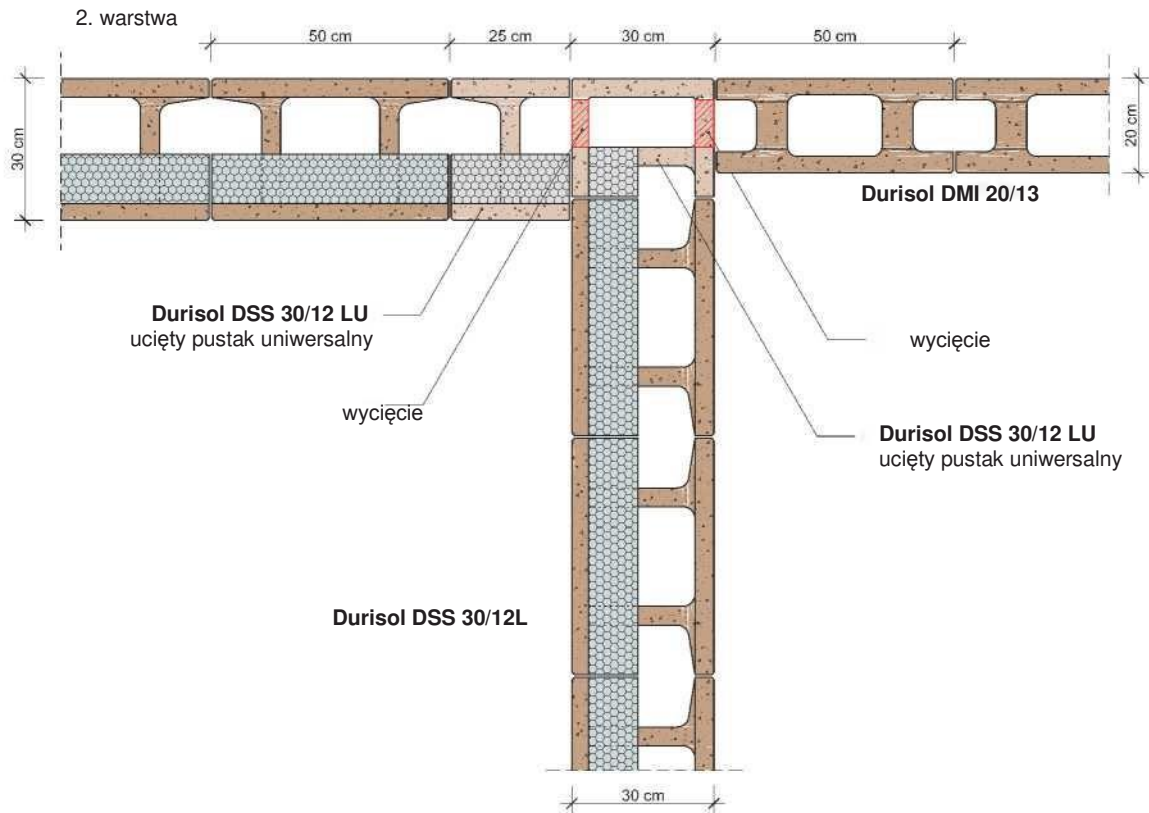 2. warstwa
50 cm
25 cm
30 cm
50 cm
30 cm
20 cm
Durisol DMI 20/13
Durisol DSS 30/12 LU
ucięty pustak uniwersalny
wycięcie
wycięcie
Durisol DSS 30/12 LU
ucięty pustak uniwersalny
Durisol DSS 30/12L
30 cm